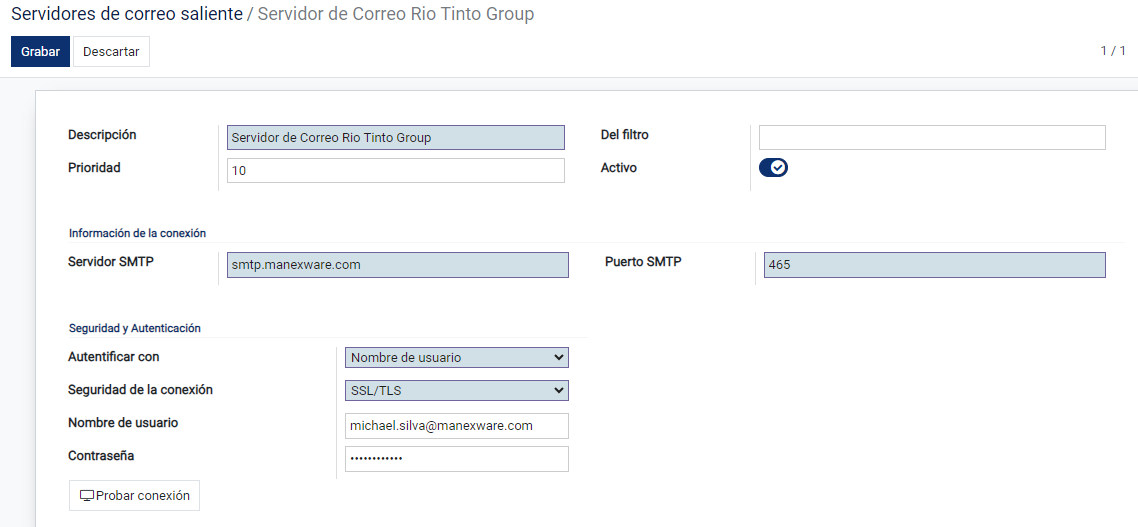 Servidores de correo saliente / Servidor de Correo Rio Tinto Group
Grabar Descartar 1 / 1
Descripción Servidor de Correo Rio Tinto Group Del filtro
Prioridad 10 Activo
Información de la conexión
Servidor SMTP smtp.manexware.com Puerto SMTP 465
Seguridad y Autenticación
Autentificar con Nombre de usuario
Seguridad de la conexión SSL/TLS
Nombre de usuario michael.silva@manexware.com
Contraseña ••••••••••••
Probar conexión